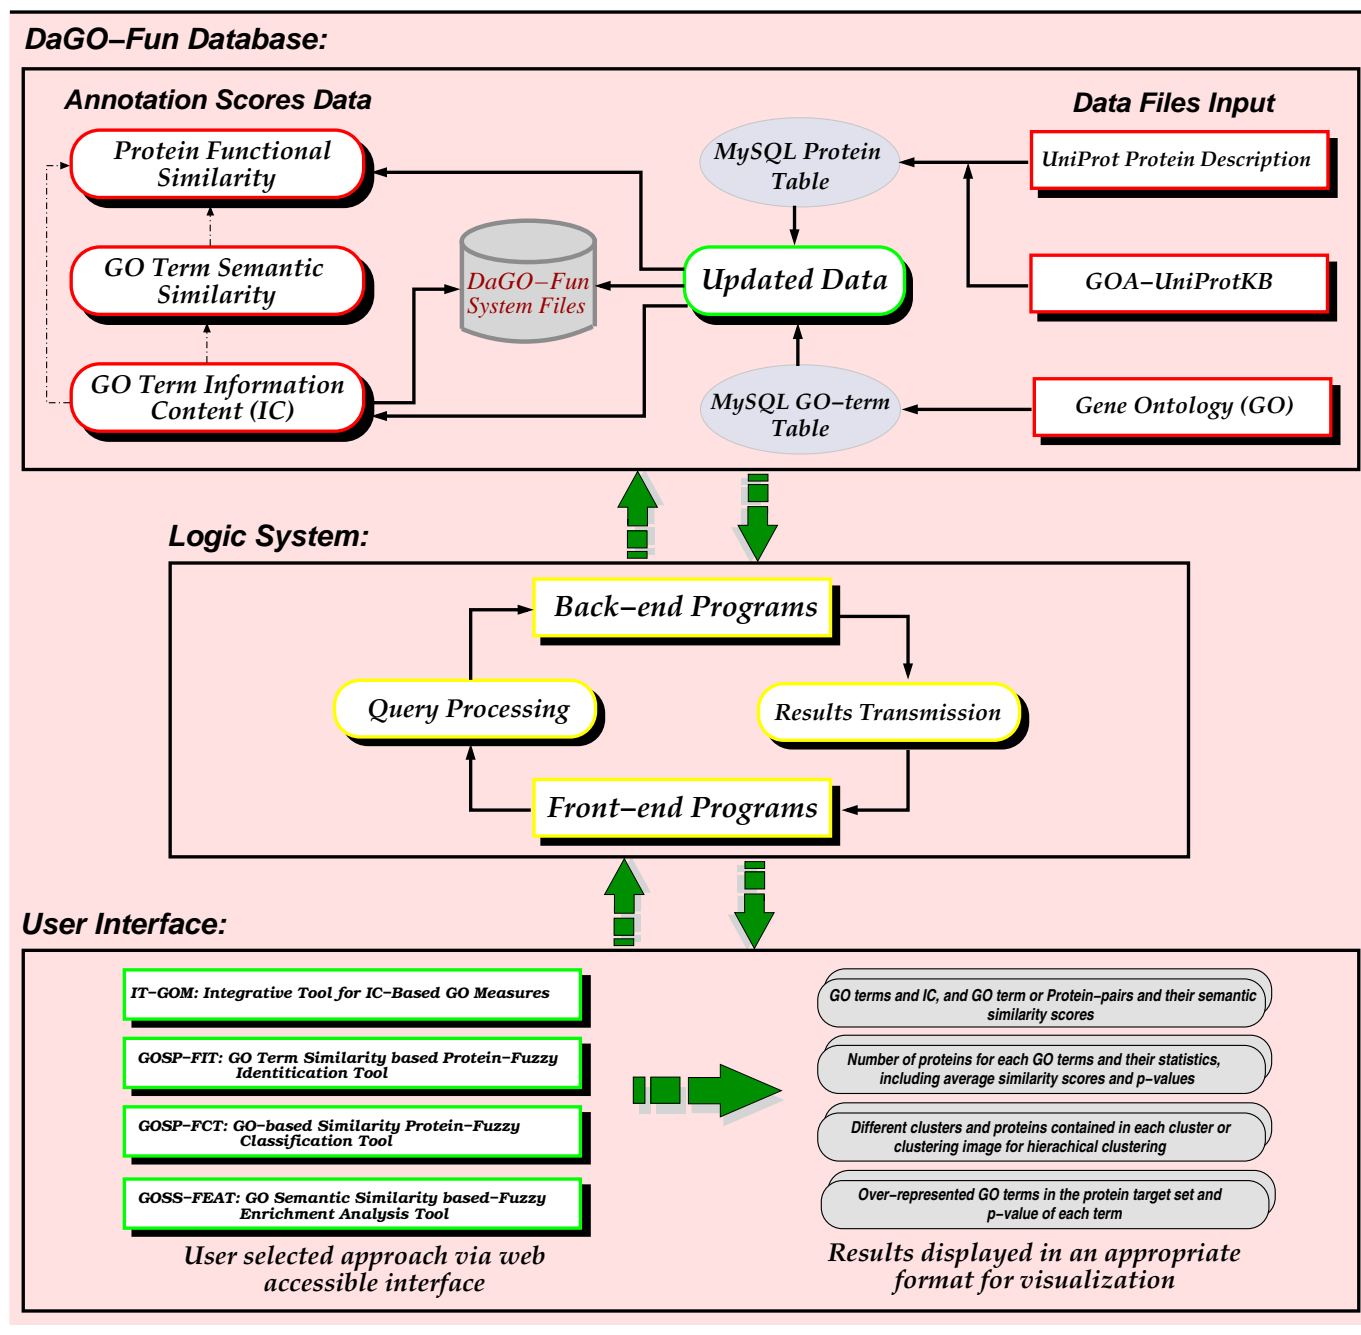 DaGO−Fun Database:
Annotation Scores Data
Data Files Input
Protein Functional
Similarity
GO Term Semantic
Similarity
GO Term Information
Content (IC)
DaGO−Fun
System Files
MySQL Protein
Table
Updated Data
MySQL GO−term
Table
UniProt Protein Description
GOA−UniProtKB
Gene Ontology (GO)
Logic System:
Back−end Programs
Query Processing
Results Transmission
Front−end Programs
User Interface:
IT−GOM: Integrative Tool for IC−Based GO Measures
GOSP−FIT: GO Term Similarity based Protein−Fuzzy
Identitication Tool
GOSP−FCT: GO−based Similarity Protein−Fuzzy
Classification Tool
GOSS−FEAT: GO Semantic Similarity based−Fuzzy
Enrichment Analysis Tool
User selected approach via web
accessible interface
GO terms and IC, and GO term or Protein−pairs and their semantic
similarity scores
Number of proteins for each GO terms and their statistics,
including average similarity scores and p−values
Different clusters and proteins contained in each cluster or
clustering image for hierachical clustering
Over−represented GO terms in the protein target set and
p−value of each term
Results displayed in an appropriate
format for visualization